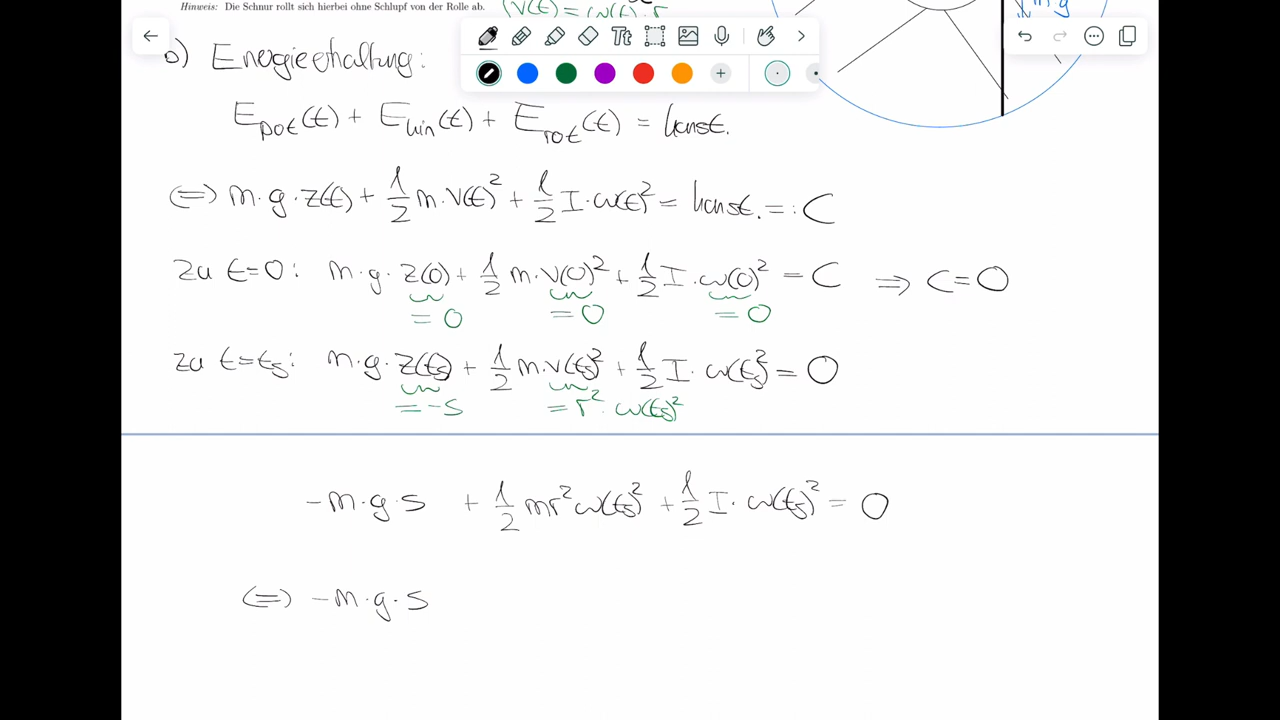 Hinweis: Die Schnur rollt sich hierbei ohne Schlupf von der Rolle ab.
V(t) = ω(t)·r
m·g
Tt
b) Energieerhaltung:
E_pot(t) + E_kin(t) + E_rot(t) = konst.
⟺ m·g·z(t) + 1/2 m·v(t)² + 1/2 I·ω(t)² = konst. =: C
zu t=0: m·g·z(0) + 1/2 m·v(0)² + 1/2 I·ω(0)² = C ⇒ C=0
= 0 = 0 = 0
zu t=t_s: m·g·z(t_s) + 1/2 m·v(t_s)² + 1/2 I·ω(t_s)² = 0
= -s = r²·ω(t_s)²
-m·g·s + 1/2 mr²ω(t_s)² + 1/2 I·ω(t_s)² = 0
⟺ -m·g·s